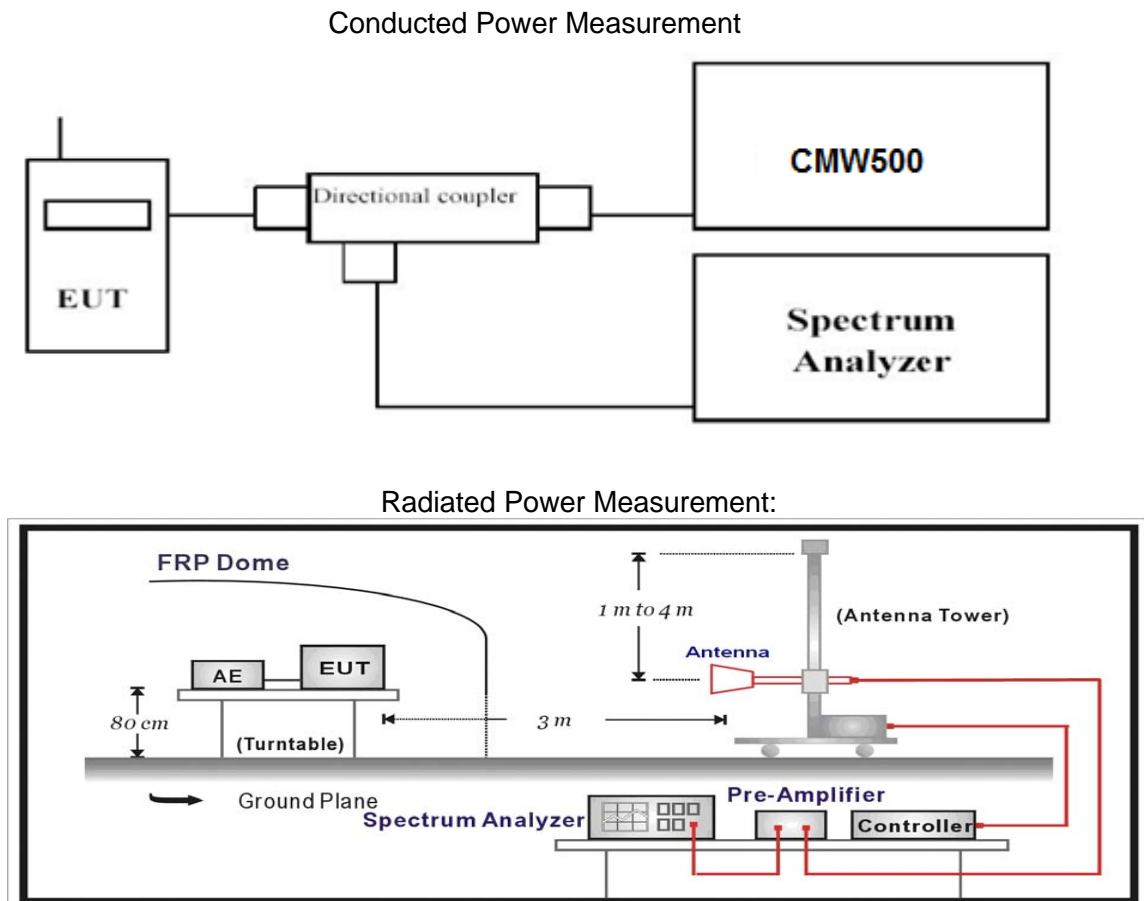 Conducted Power Measurement
CMW500
Directional coupler
EUT
Spectrum
Analyzer
Radiated Power Measurement:
FRP Dome
1 m to 4 m
(Antenna Tower)
Antenna
AE
EUT
80 cm
3 m
(Turntable)
Ground Plane
Pre-Amplifier
Spectrum Analyzer
Controller